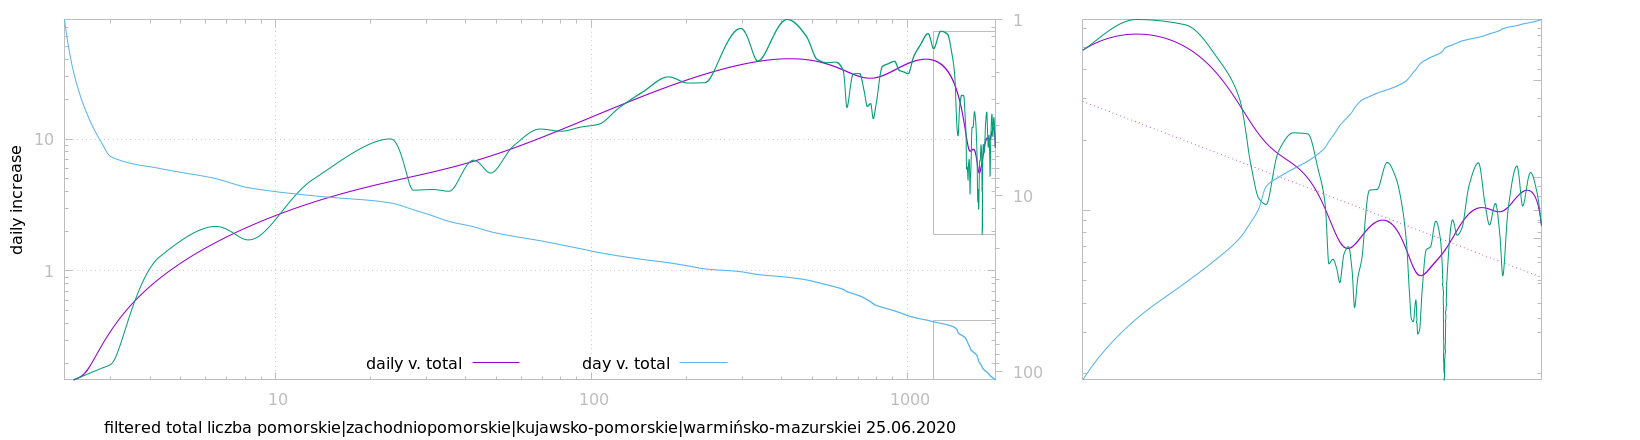 1
10
10
daily increase
1
daily v. total
day v. total
100
10
100
1000
filtered total liczba pomorskie|zachodniopomorskie|kujawsko-pomorskie|warmińsko-mazurskiei 25.06.2020